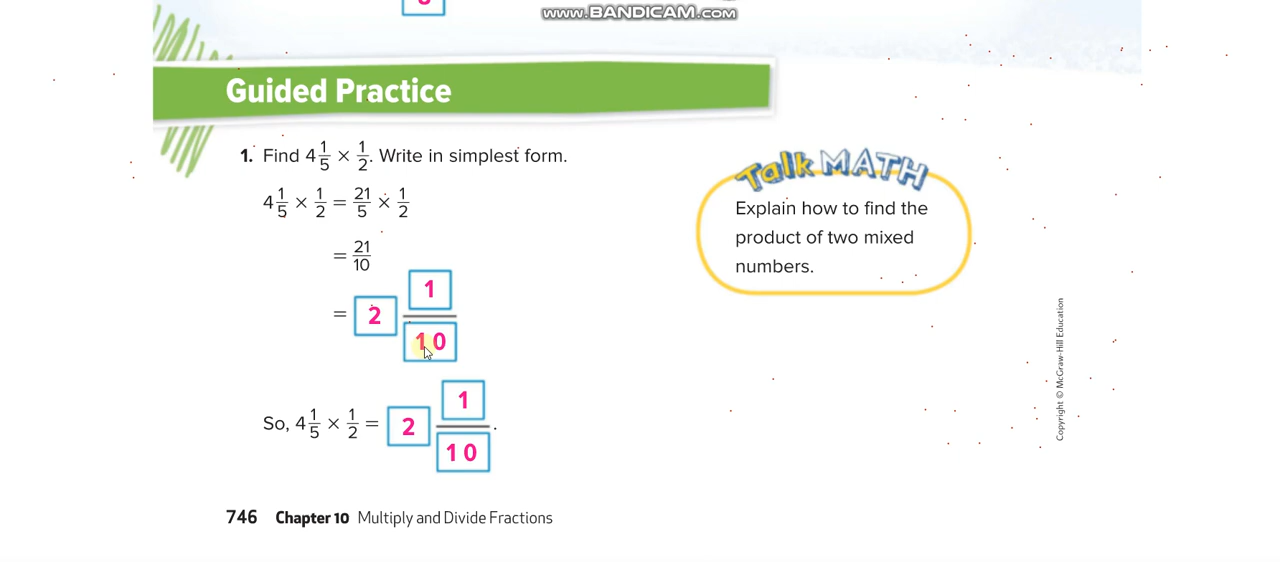 www.BANDICAM.com
Guided Practice
1. Find 4 1/5 × 1/2. Write in simplest form.
4 1/5 × 1/2 = 21/5 × 1/2
= 21/10
= 2 1/10
So, 4 1/5 × 1/2 = 2 1/10.
Talk MATH
Explain how to find the
product of two mixed
numbers.
Copyright © McGraw-Hill Education
746 Chapter 10 Multiply and Divide Fractions